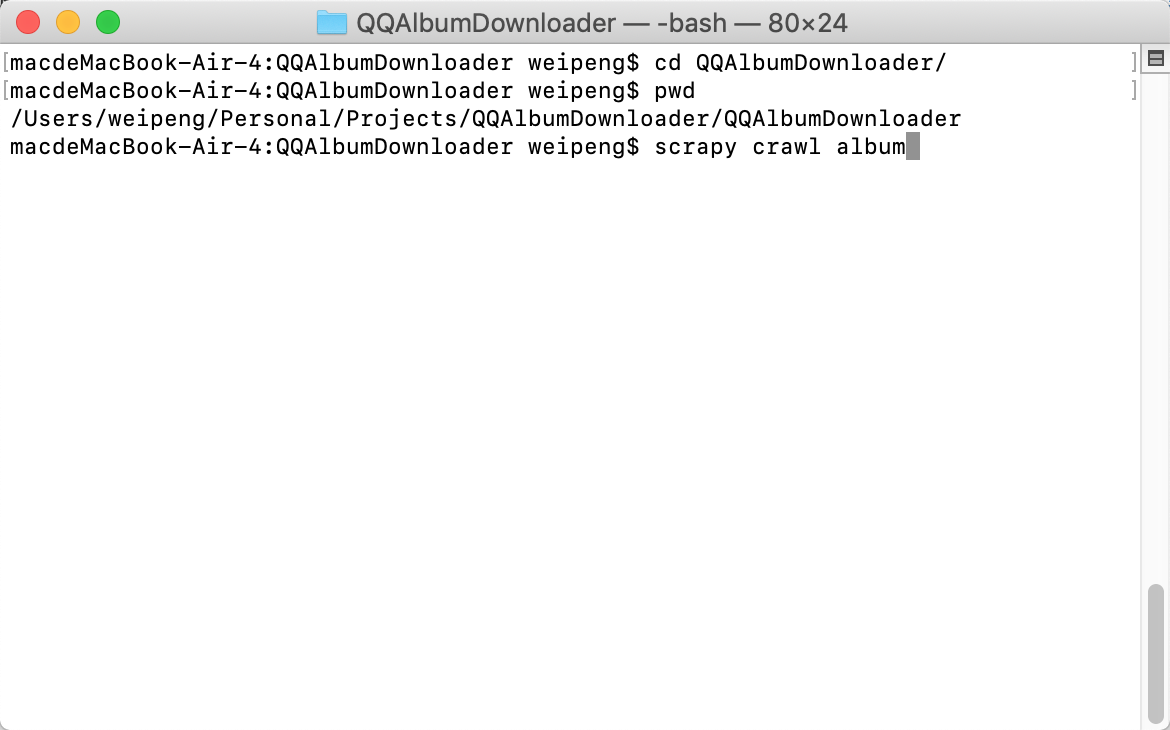 QQAlbumDownloader — -bash — 80×24
[macdeMacBook-Air-4:QQAlbumDownloader weipeng$ cd QQAlbumDownloader/ ]
[macdeMacBook-Air-4:QQAlbumDownloader weipeng$ pwd ]
/Users/weipeng/Personal/Projects/QQAlbumDownloader/QQAlbumDownloader
macdeMacBook-Air-4:QQAlbumDownloader weipeng$ scrapy crawl album